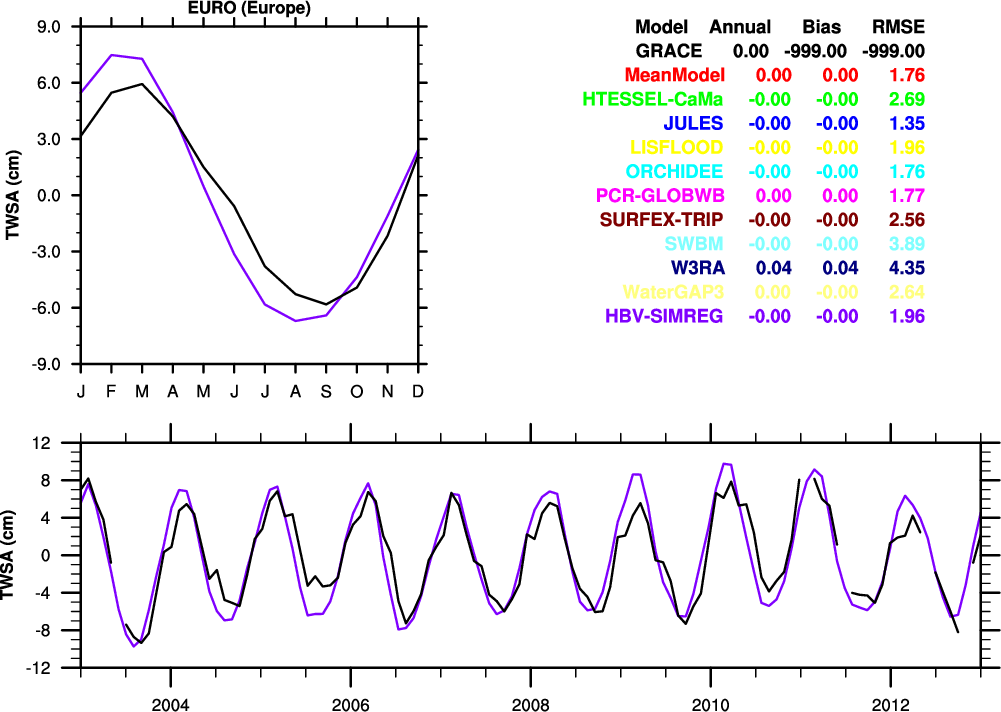 EURO (Europe)
9.0
6.0
3.0
0.0
-3.0
-6.0
-9.0
TWSA (cm)
J F M A M J J A S O N D
Model Annual Bias RMSE
GRACE 0.00 -999.00 -999.00
MeanModel 0.00 0.00 1.76
HTESSEL-CaMa -0.00 -0.00 2.69
JULES -0.00 -0.00 1.35
LISFLOOD -0.00 -0.00 1.96
ORCHIDEE -0.00 -0.00 1.76
PCR-GLOBWB 0.00 0.00 1.77
SURFEX-TRIP -0.00 -0.00 2.56
SWBM -0.00 -0.00 3.89
W3RA 0.04 0.04 4.35
WaterGAP3 0.00 -0.00 2.64
HBV-SIMREG -0.00 -0.00 1.96
12
8
4
0
-4
-8
-12
TWSA (cm)
2004 2006 2008 2010 2012